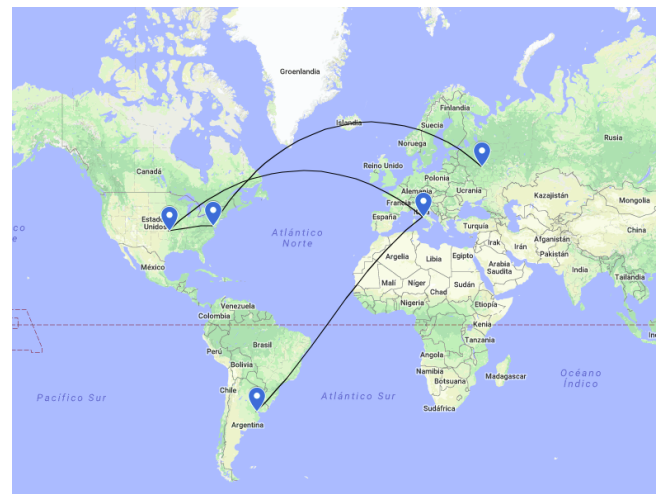 Groenlandia
Islandia
Finlandia
Suecia
Noruega
Rusia
Canadá
Reino Unido
Polonia
Alemania
Ucrania
Francia
Kazajistán
Mongolia
Estados
Unidos
España
Turquía
Atlántico
Norte
Afganistán
China
Irak
Irán
Pakistán
México
Argelia
Libia
Egipto
Arabia
Saudita
India
Malí
Níger
Sudán
Tailandia
Chad
Venezuela
Nigeria
Etiopía
Colombia
Kenia
Perú
Brasil
Tanzania
Bolivia
Angola
Namibia
Madagascar
Botsuana
Océano
Índico
Chile
Pacífico Sur
Atlántico Sur
Sudáfrica
Argentina